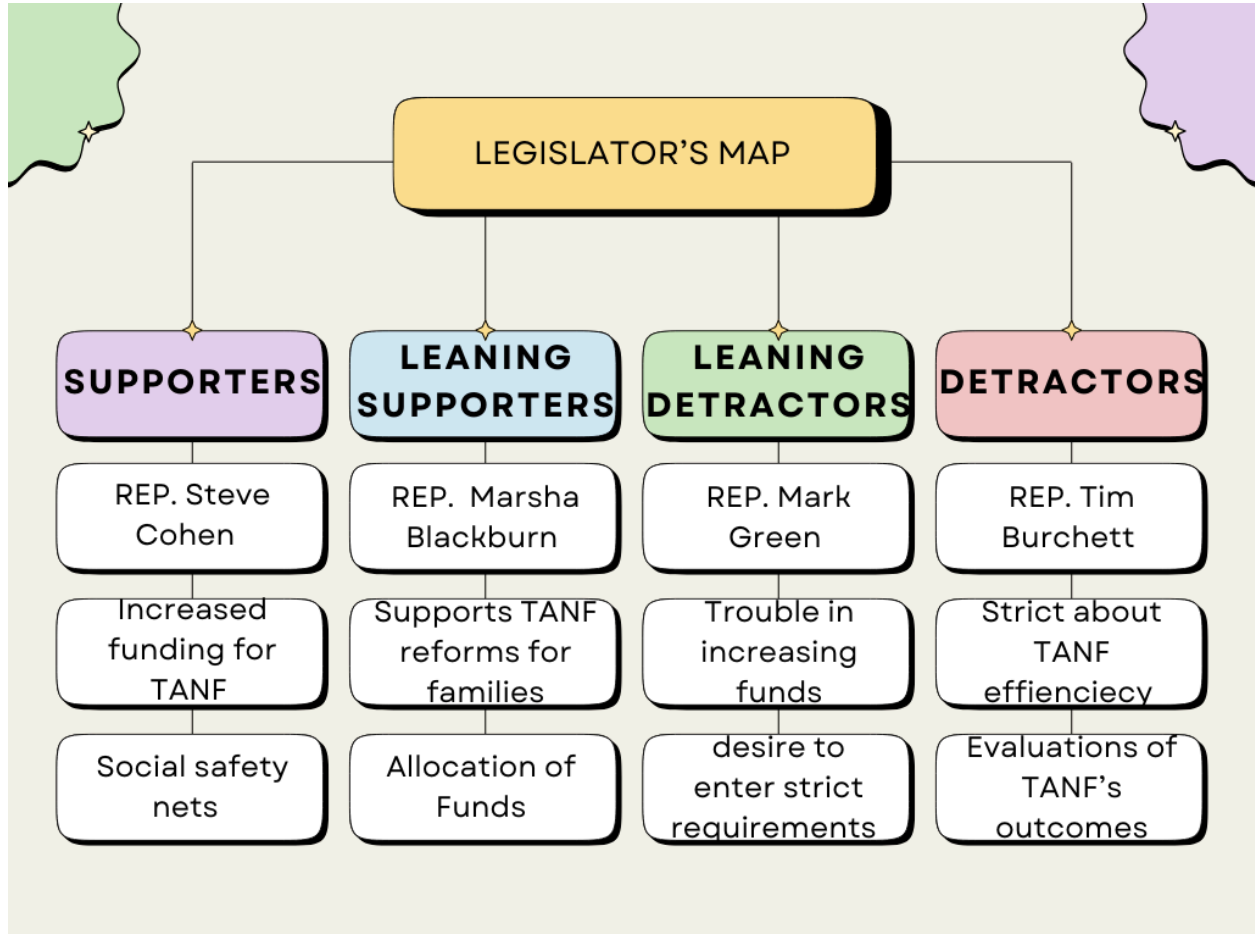 LEGISLATOR'S MAP
SUPPORTERS
REP. Steve
Cohen
Increased
funding for
TANF
Social safety
nets
LEANING
SUPPORTERS
REP. Marsha
Blackburn
Supports TANF
reforms for
families
Allocation of
Funds
LEANING
DETRACTORS
REP. Mark
Green
Trouble in
increasing
funds
desire to
enter strict
requirements
DETRACTORS
REP. Tim
Burchett
Strict about
TANF
effienciecy
Evaluations of
TANF's
outcomes